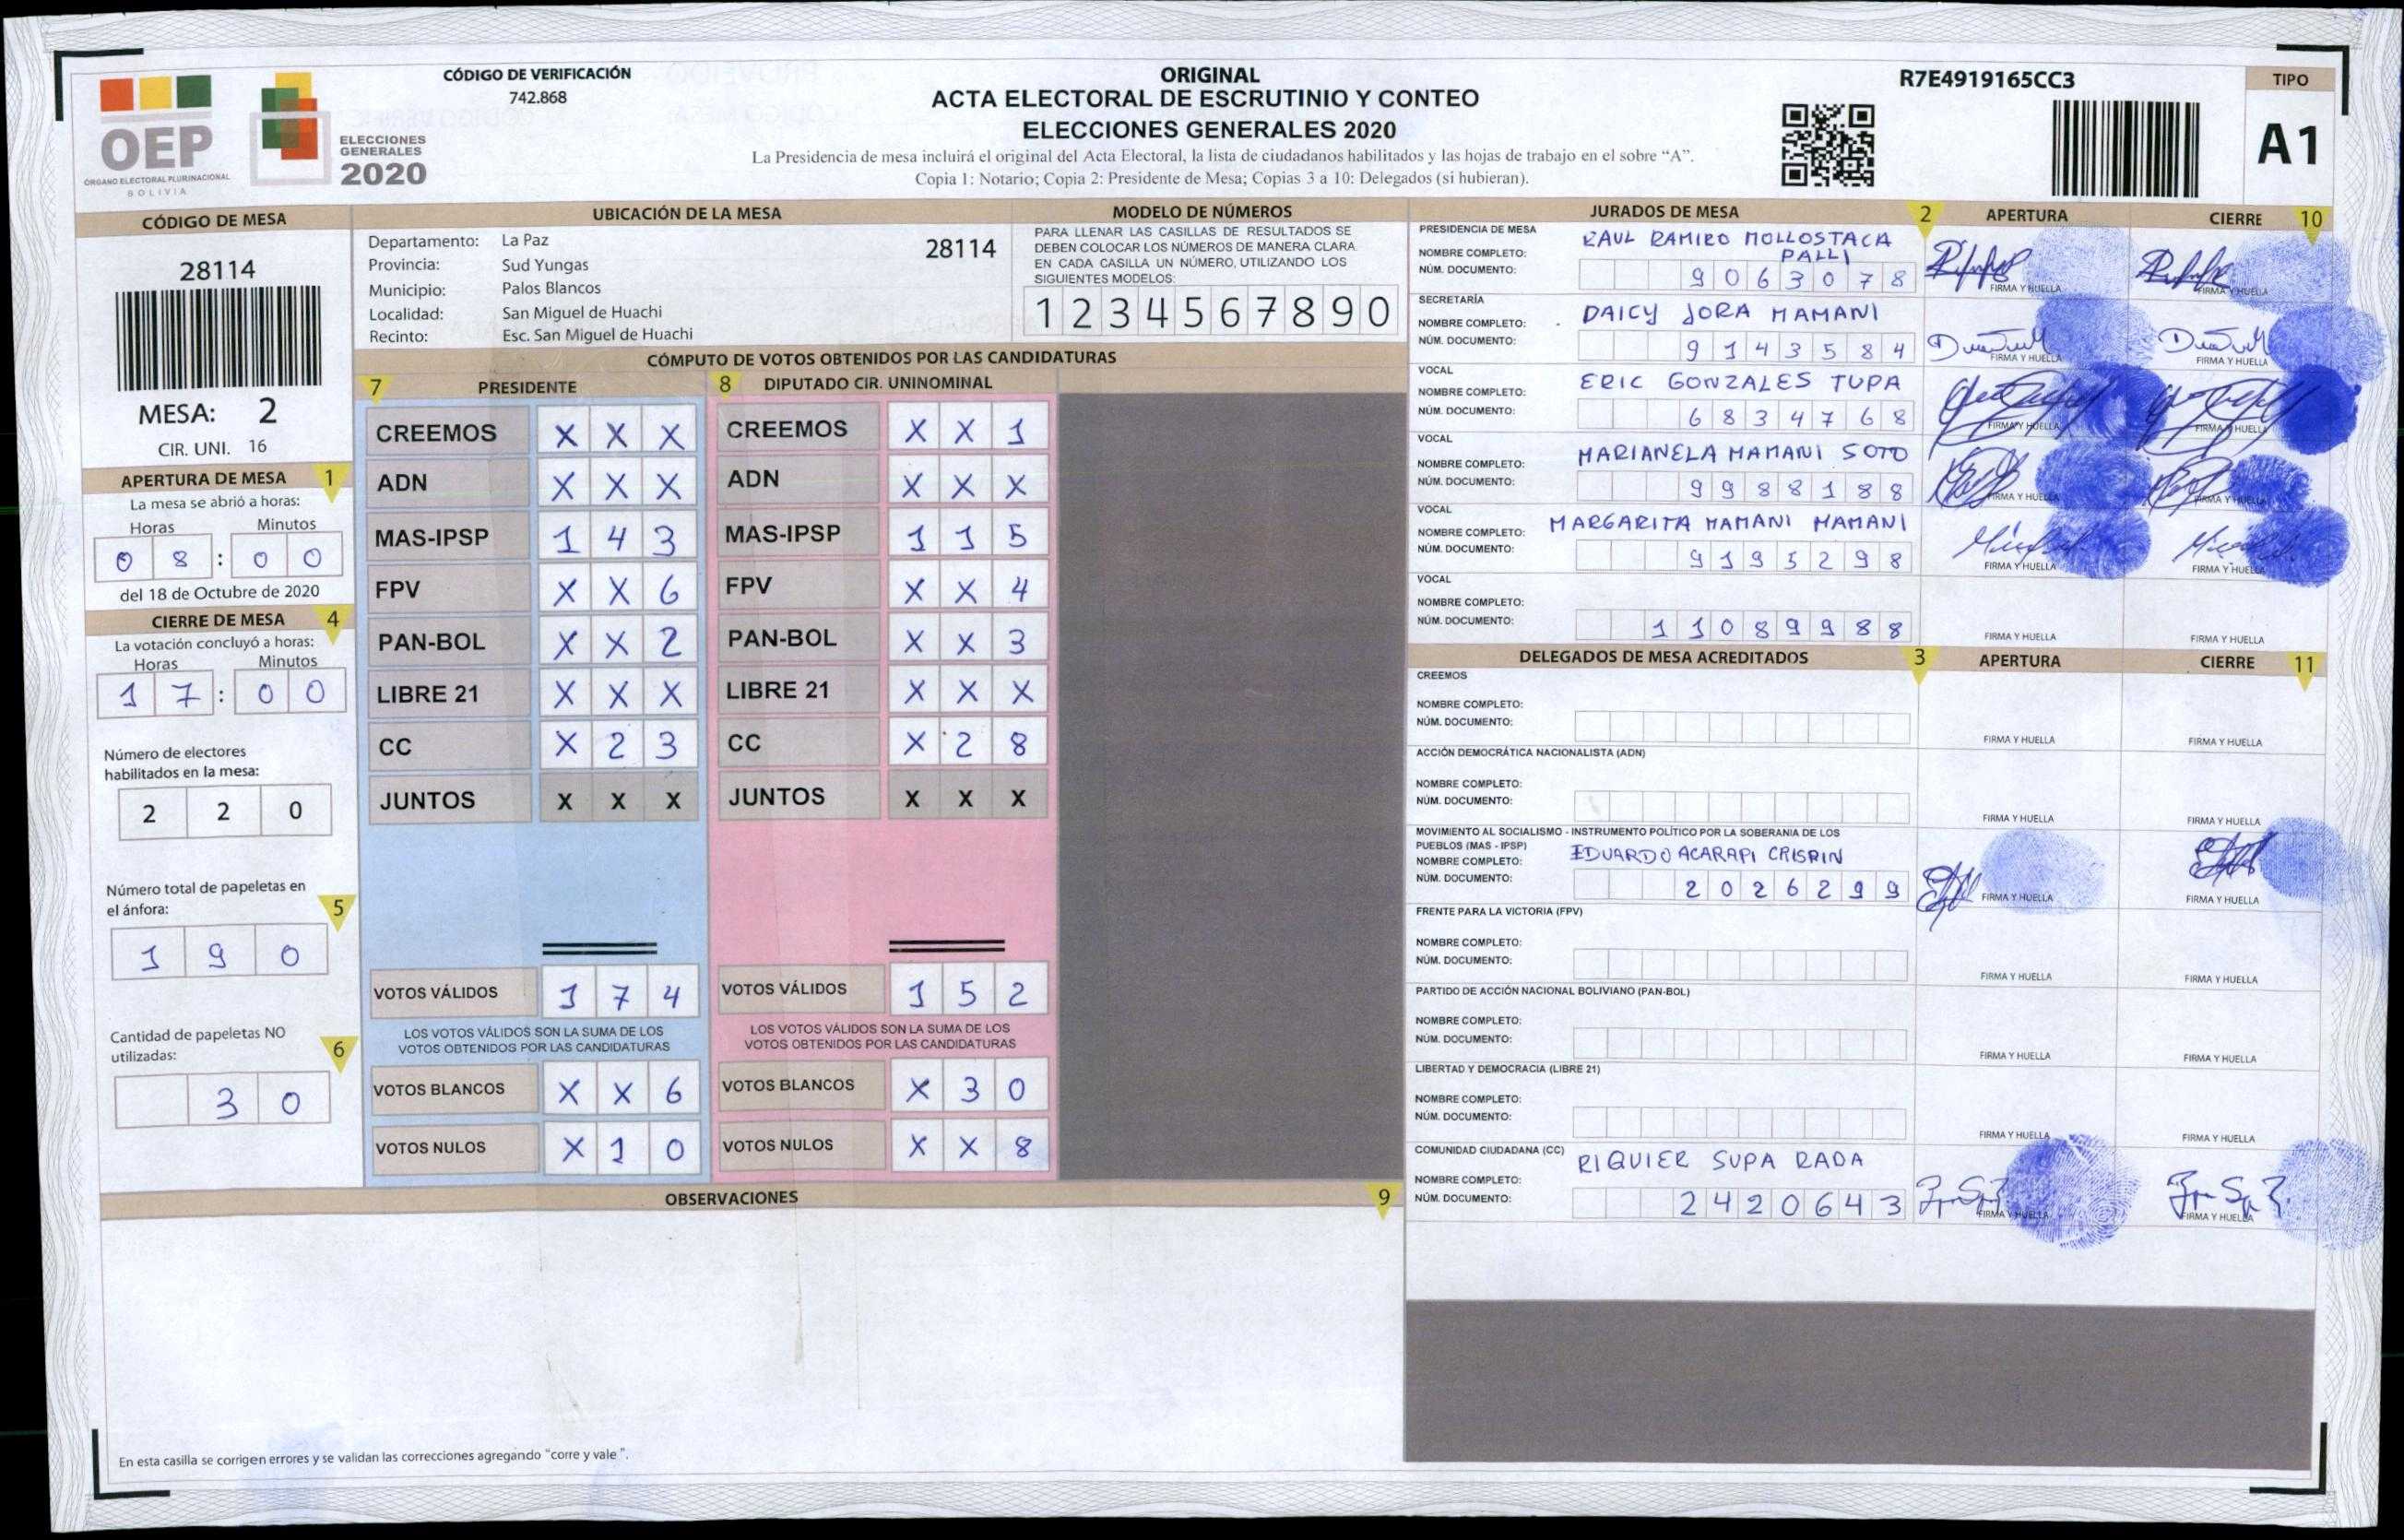 OEP
ÓRGANO ELECTORAL PLURINACIONAL
BOLIVIA
ELECCIONES
GENERALES
2020
CÓDIGO DE VERIFICACIÓN
742.868
ORIGINAL
ACTA ELECTORAL DE ESCRUTINIO Y CONTEO
ELECCIONES GENERALES 2020
La Presidencia de mesa incluirá el original del Acta Electoral, la lista de ciudadanos habilitados y las hojas de trabajo en el sobre “A”.
Copia 1: Notario; Copia 2: Presidente de Mesa; Copias 3 a 10: Delegados (si hubieran).
R7E4919165CC3
TIPO
A1
CÓDIGO DE MESA
28114
MESA: 2
CIR. UNI. 16
APERTURA DE MESA 1
La mesa se abrió a horas:
Horas Minutos
0 8 : 0 0
del 18 de Octubre de 2020
CIERRE DE MESA 4
La votación concluyó a horas:
Horas Minutos
1 7 : 0 0
Número de electores
habilitados en la mesa:
2 2 0
Número total de papeletas en
el ánfora: 5
1 9 0
Cantidad de papeletas NO
utilizadas: 6
3 0
UBICACIÓN DE LA MESA
Departamento: La Paz 28114
Provincia: Sud Yungas
Municipio: Palos Blancos
Localidad: San Miguel de Huachi
Recinto: Esc. San Miguel de Huachi
MODELO DE NÚMEROS
PARA LLENAR LAS CASILLAS DE RESULTADOS SE
DEBEN COLOCAR LOS NÚMEROS DE MANERA CLARA.
EN CADA CASILLA UN NÚMERO, UTILIZANDO LOS
SIGUIENTES MODELOS:
1 2 3 4 5 6 7 8 9 0
CÓMPUTO DE VOTOS OBTENIDOS POR LAS CANDIDATURAS
7 PRESIDENTE
CREEMOS X X X
ADN X X X
MAS-IPSP 1 4 3
FPV X X 6
PAN-BOL X X 2
LIBRE 21 X X X
CC X 2 3
JUNTOS X X X
VOTOS VÁLIDOS 1 7 4
LOS VOTOS VÁLIDOS SON LA SUMA DE LOS
VOTOS OBTENIDOS POR LAS CANDIDATURAS
VOTOS BLANCOS X X 6
VOTOS NULOS X 1 0
8 DIPUTADO CIR. UNINOMINAL
CREEMOS X X 1
ADN X X X
MAS-IPSP 1 1 5
FPV X X 4
PAN-BOL X X 3
LIBRE 21 X X X
CC X 2 8
JUNTOS X X X
VOTOS VÁLIDOS 1 5 2
LOS VOTOS VÁLIDOS SON LA SUMA DE LOS
VOTOS OBTENIDOS POR LAS CANDIDATURAS
VOTOS BLANCOS X 3 0
VOTOS NULOS X X 8
OBSERVACIONES 9
En esta casilla se corrigen errores y se validan las correcciones agregando “corre y vale”.
JURADOS DE MESA 2 APERTURA CIERRE 10
PRESIDENCIA DE MESA
NOMBRE COMPLETO: RAUL RAMIRO MOLLOSTACA
PALLI
NÚM. DOCUMENTO: 9 0 6 3 0 7 8
FIRMA Y HUELLA FIRMA Y HUELLA
SECRETARÍA
NOMBRE COMPLETO: DAICY JORA MAMANI
NÚM. DOCUMENTO: 9 1 4 3 5 8 4
FIRMA Y HUELLA FIRMA Y HUELLA
VOCAL
NOMBRE COMPLETO: ERIC GONZALES TUPA
NÚM. DOCUMENTO: 6 8 3 4 7 6 8
FIRMA Y HUELLA FIRMA Y HUELLA
VOCAL
NOMBRE COMPLETO: MARIANELA MAMANI SOTO
NÚM. DOCUMENTO: 9 9 8 8 1 8 8
FIRMA Y HUELLA FIRMA Y HUELLA
VOCAL
NOMBRE COMPLETO: MARGARITA MAMANI MAMANI
NÚM. DOCUMENTO: 9 1 9 5 2 9 8
FIRMA Y HUELLA FIRMA Y HUELLA
VOCAL
NOMBRE COMPLETO:
NÚM. DOCUMENTO: 1 1 0 8 9 9 8 8
FIRMA Y HUELLA FIRMA Y HUELLA
DELEGADOS DE MESA ACREDITADOS 3 APERTURA CIERRE 11
CREEMOS
NOMBRE COMPLETO:
NÚM. DOCUMENTO:
FIRMA Y HUELLA FIRMA Y HUELLA
ACCIÓN DEMOCRÁTICA NACIONALISTA (ADN)
NOMBRE COMPLETO:
NÚM. DOCUMENTO:
FIRMA Y HUELLA FIRMA Y HUELLA
MOVIMIENTO AL SOCIALISMO - INSTRUMENTO POLÍTICO POR LA SOBERANIA DE LOS
PUEBLOS (MAS - IPSP)
NOMBRE COMPLETO: EDUARDO ACARAPI CRISPIN
NÚM. DOCUMENTO: 2 0 2 6 2 9 9
FIRMA Y HUELLA FIRMA Y HUELLA
FRENTE PARA LA VICTORIA (FPV)
NOMBRE COMPLETO:
NÚM. DOCUMENTO:
FIRMA Y HUELLA FIRMA Y HUELLA
PARTIDO DE ACCIÓN NACIONAL BOLIVIANO (PAN-BOL)
NOMBRE COMPLETO:
NÚM. DOCUMENTO:
FIRMA Y HUELLA FIRMA Y HUELLA
LIBERTAD Y DEMOCRACIA (LIBRE 21)
NOMBRE COMPLETO:
NÚM. DOCUMENTO:
FIRMA Y HUELLA FIRMA Y HUELLA
COMUNIDAD CIUDADANA (CC)
RIQUIER SUPA RADA
NOMBRE COMPLETO:
NÚM. DOCUMENTO: 2 4 2 0 6 4 3
FIRMA Y HUELLA FIRMA Y HUELLA